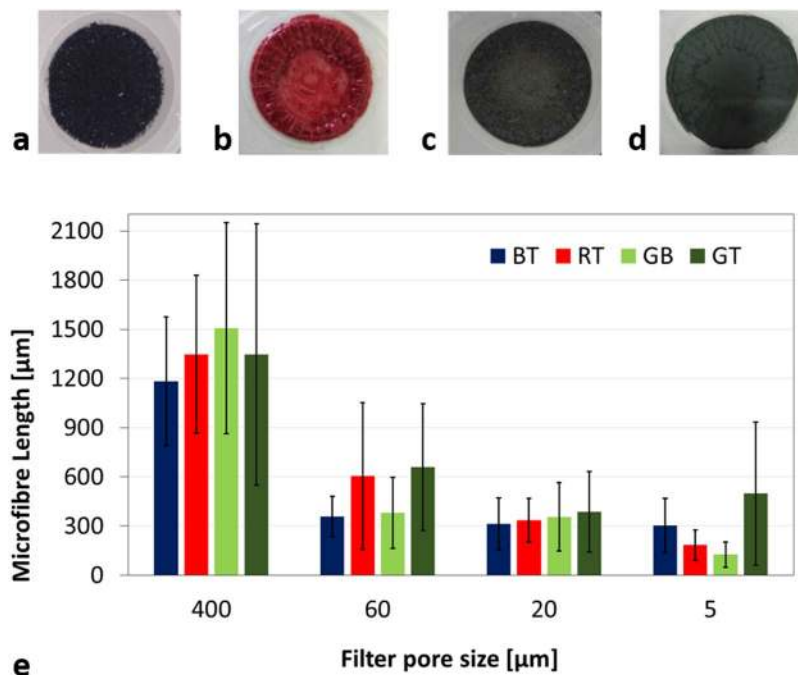 a b c d
2100
1800
1500
1200
900
600
300
0
Microfibre Length [µm]
BT RT GB GT
400 60 20 5
Filter pore size [µm]
e